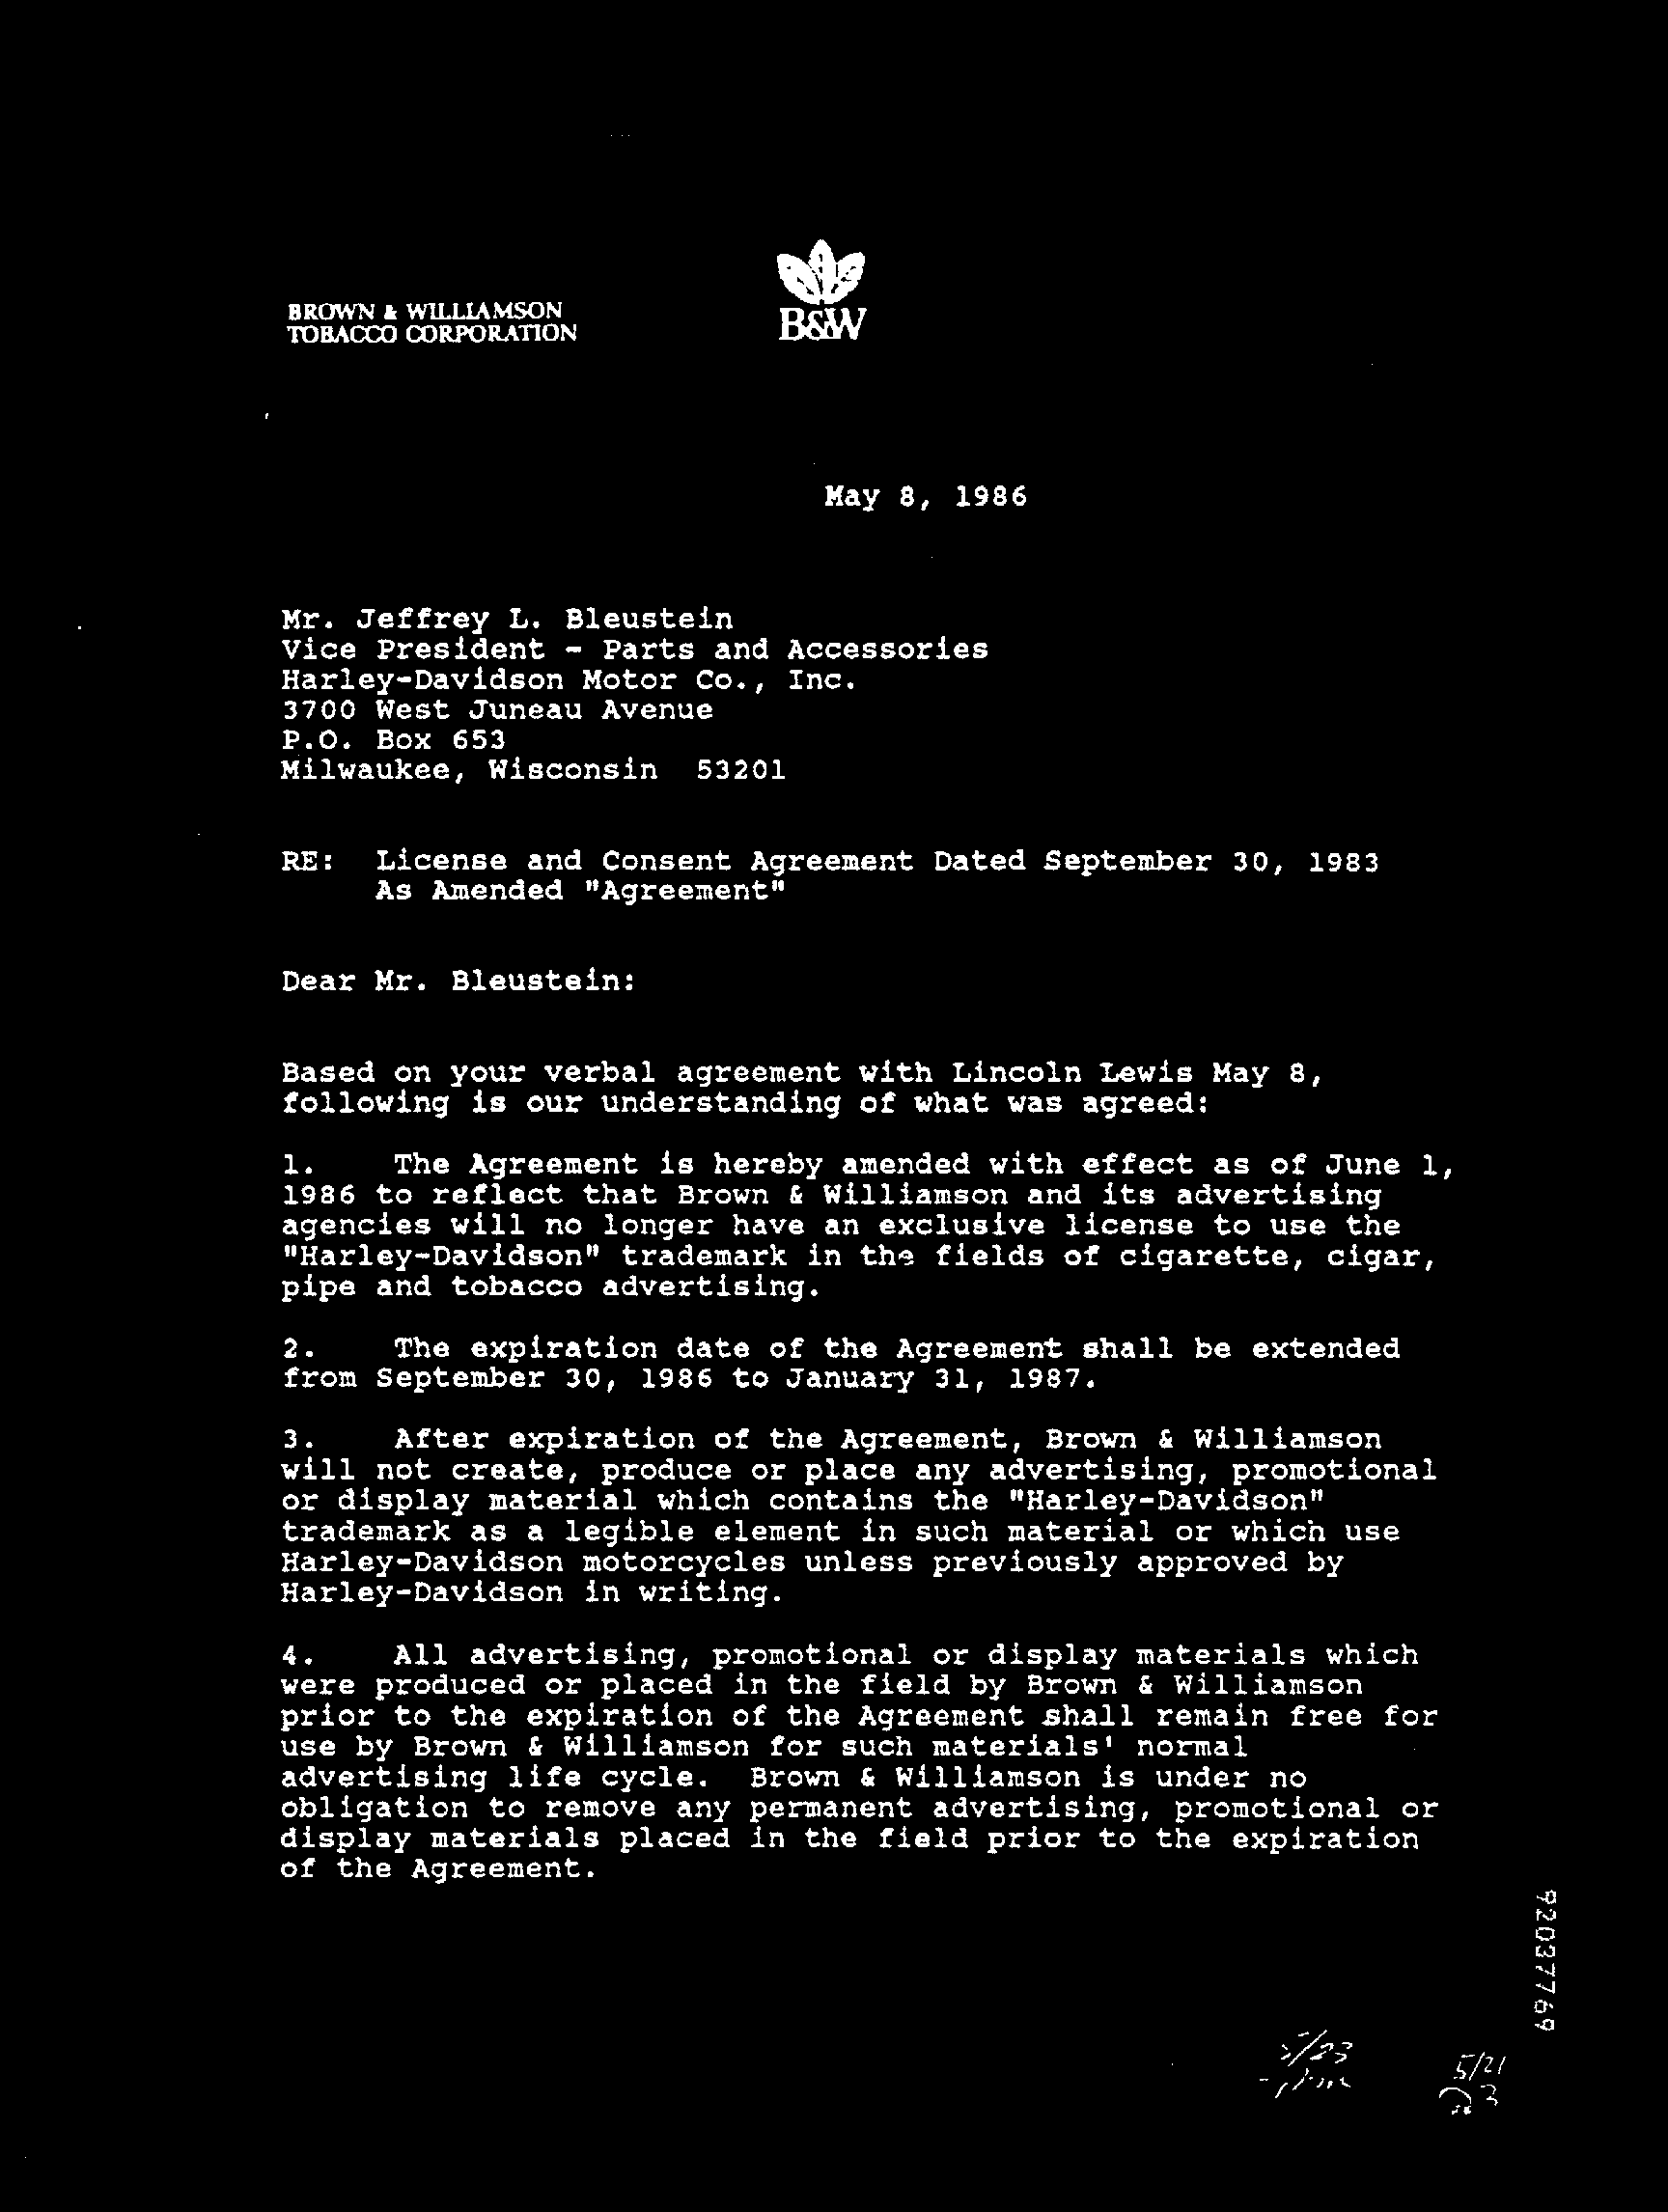 BROWN & WILLIAMSON
TOBACCO CORPORATION
B&W
May 8, 1986
Mr. Jeffrey L. Bleustein
Vice President - Parts and Accessories
Harley-Davidson Motor Co., Inc.
3700 West Juneau Avenue
P.O. Box 653
Milwaukee, Wisconsin 53201
RE: License and Consent Agreement Dated September 30, 1983
As Amended "Agreement"
Dear Mr. Bleustein:
Based on your verbal agreement with Lincoln Lewis May 8,
following is our understanding of what was agreed:
1. The Agreement is hereby amended with effect as of June 1,
1986 to reflect that Brown & Williamson and its advertising
agencies will no longer have an exclusive license to use the
"Harley-Davidson" trademark in the fields of cigarette, cigar,
pipe and tobacco advertising.
2. The expiration date of the Agreement shall be extended
from September 30, 1986 to January 31, 1987.
3. After expiration of the Agreement, Brown & Williamson
will not create, produce or place any advertising, promotional
or display material which contains the "Harley-Davidson"
trademark as a legible element in such material or which use
Harley-Davidson motorcycles unless previously approved by
Harley-Davidson in writing.
4. All advertising, promotional or display materials which
were produced or placed in the field by Brown & Williamson
prior to the expiration of the Agreement shall remain free for
use by Brown & Williamson for such materials' normal
advertising life cycle. Brown & Williamson is under no
obligation to remove any permanent advertising, promotional or
display materials placed in the field prior to the expiration
of the Agreement.
92037769
5/23
5/21